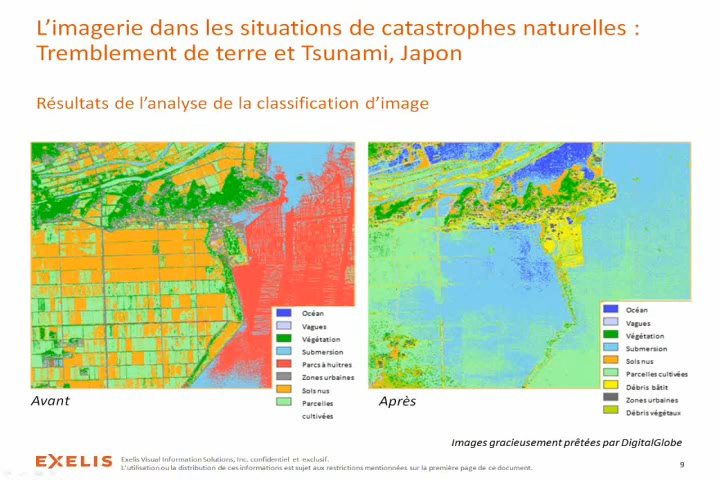 L’imagerie dans les situations de catastrophes naturelles :
Tremblement de terre et Tsunami, Japon
Résultats de l’analyse de la classification d’image
Océan
Vagues
Végétation
Submersion
Parcs à huitres
Zones urbaines
Sols nus
Parcelles
cultivées
Océan
Vagues
Végétation
Submersion
Sols nus
Parcelles cultivées
Débris bâtit
Zones urbaines
Débris végétaux
Avant
Après
Images gracieusement prêtées par DigitalGlobe
EXELIS
Exelis Visual Information Solutions, Inc. confidentiel et exclusif.
L’utilisation ou la distribution de ces informations est sujet aux restrictions mentionnées sur la première page de ce document.
9